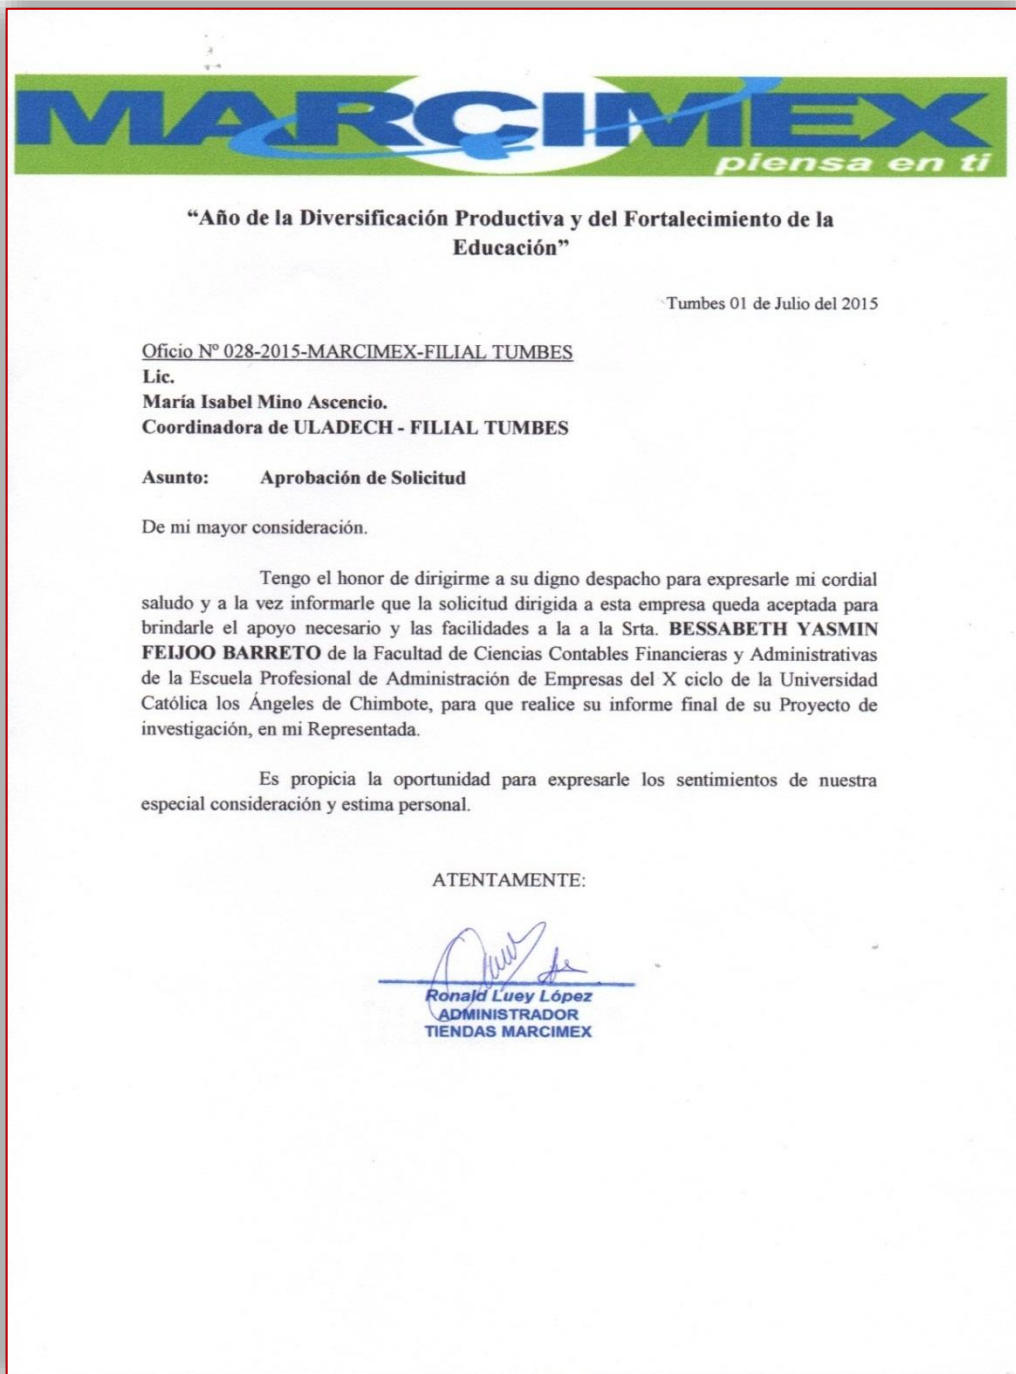 MARCIMEX
piensa en ti
“Año de la Diversificación Productiva y del Fortalecimiento de la
Educación”
Tumbes 01 de Julio del 2015
Oficio Nº 028-2015-MARCIMEX-FILIAL TUMBES
Lic.
María Isabel Mino Ascencio.
Coordinadora de ULADECH - FILIAL TUMBES
Asunto: Aprobación de Solicitud
De mi mayor consideración.
Tengo el honor de dirigirme a su digno despacho para expresarle mi cordial
saludo y a la vez informarle que la solicitud dirigida a esta empresa queda aceptada para
brindarle el apoyo necesario y las facilidades a la a la Srta. BESSABETH YASMIN
FEIJOO BARRETO de la Facultad de Ciencias Contables Financieras y Administrativas
de la Escuela Profesional de Administración de Empresas del X ciclo de la Universidad
Católica los Ángeles de Chimbote, para que realice su informe final de su Proyecto de
investigación, en mi Representada.
Es propicia la oportunidad para expresarle los sentimientos de nuestra
especial consideración y estima personal.
ATENTAMENTE:
Ronald Luey López
ADMINISTRADOR
TIENDAS MARCIMEX